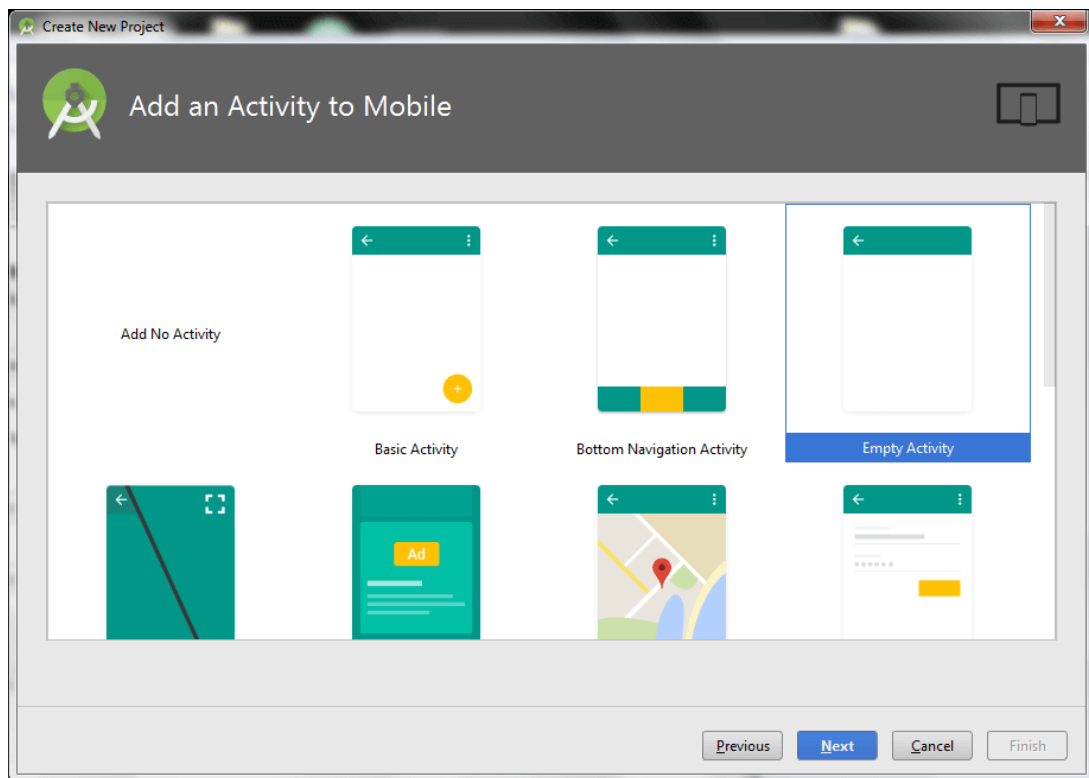 Create New Project
Add an Activity to Mobile
Add No Activity
Basic Activity
Bottom Navigation Activity
Empty Activity
Ad
Previous
Next
Cancel
Finish